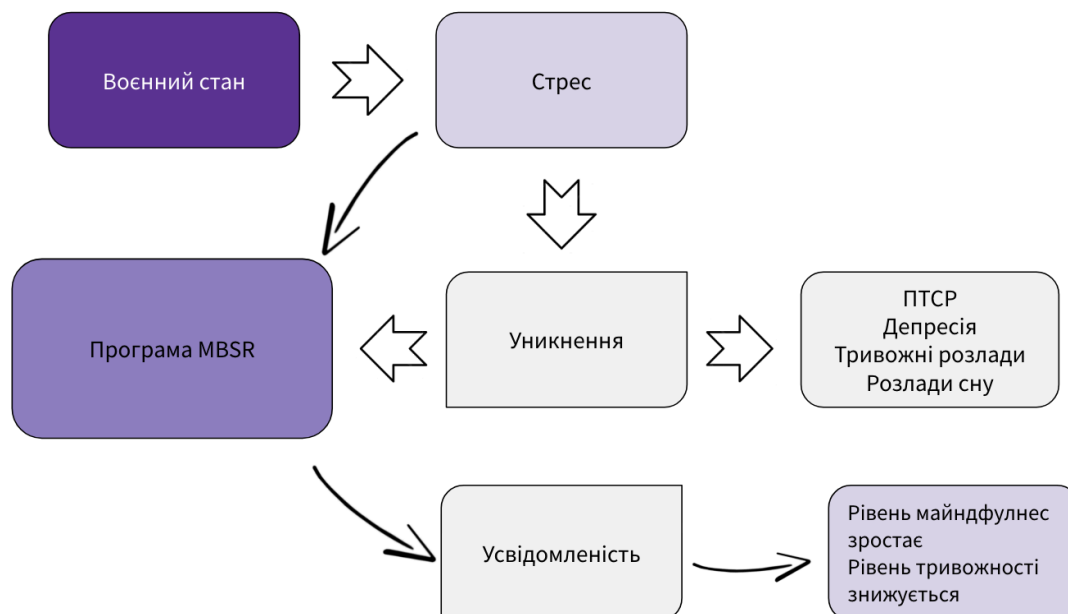 Воєнний стан
Стрес
Програма MBSR
Уникнення
ПТСР
Депресія
Тривожні розлади
Розлади сну
Усвідомленість
Рівень майндфулнес
зростає
Рівень тривожності
знижується